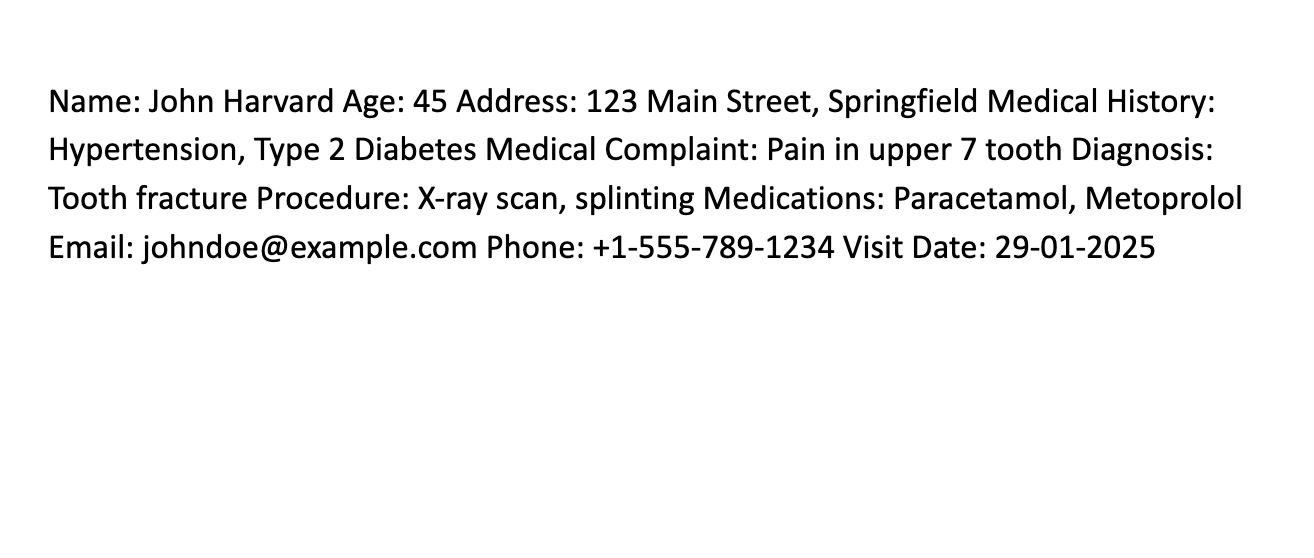 Name: John Harvard Age: 45 Address: 123 Main Street, Springfield Medical History:
Hypertension, Type 2 Diabetes Medical Complaint: Pain in upper 7 tooth Diagnosis:
Tooth fracture Procedure: X-ray scan, splinting Medications: Paracetamol, Metoprolol
Email: johndoe@example.com Phone: +1-555-789-1234 Visit Date: 29-01-2025